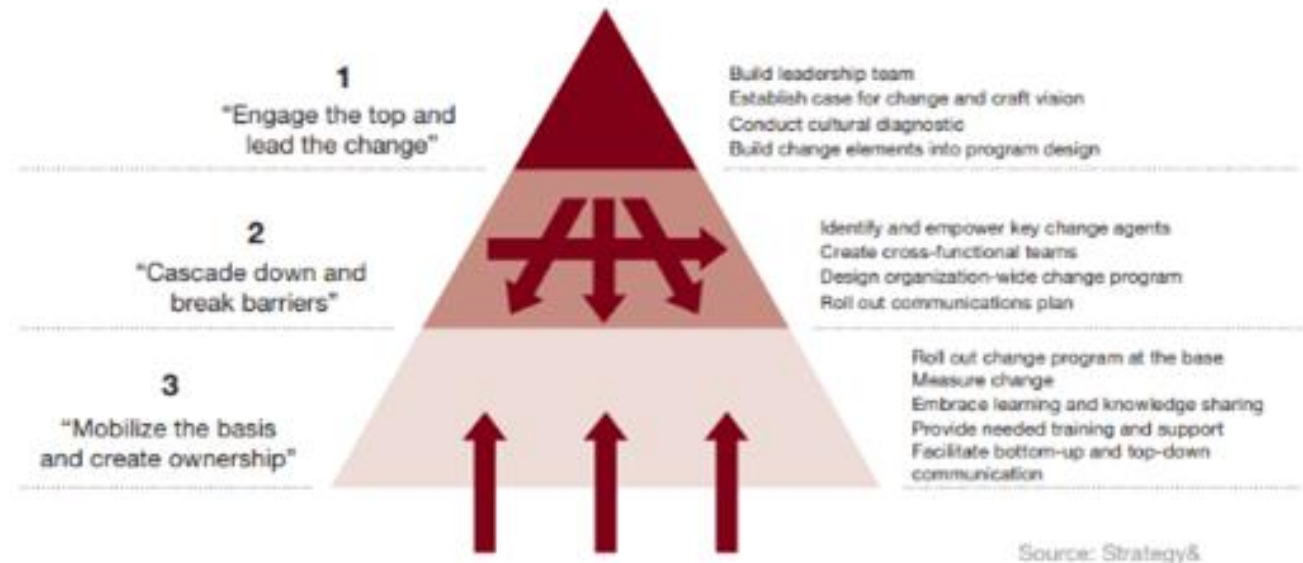 1
"Engage the top and
lead the change"
Build leadership team
Establish case for change and craft vision
Conduct cultural diagnostic
Build change elements into program design
2
"Cascade down and
break barriers"
Identify and empower key change agents
Create cross-functional teams
Design organization-wide change program
Roll out communications plan
3
"Mobilize the basis
and create ownership"
Roll out change program at the base
Measure change
Embrace learning and knowledge sharing
Provide needed training and support
Facilitate bottom-up and top-down
communication
Source: Strategy&